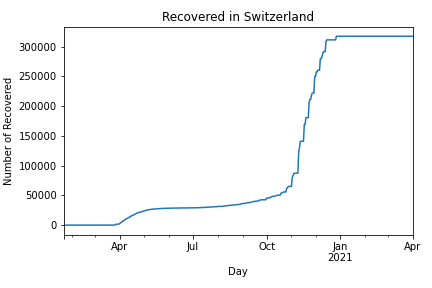 Recovered in Switzerland
Number of Recovered
300000
250000
200000
150000
100000
50000
0
Apr
Jul
Oct
Jan
2021
Apr
Day